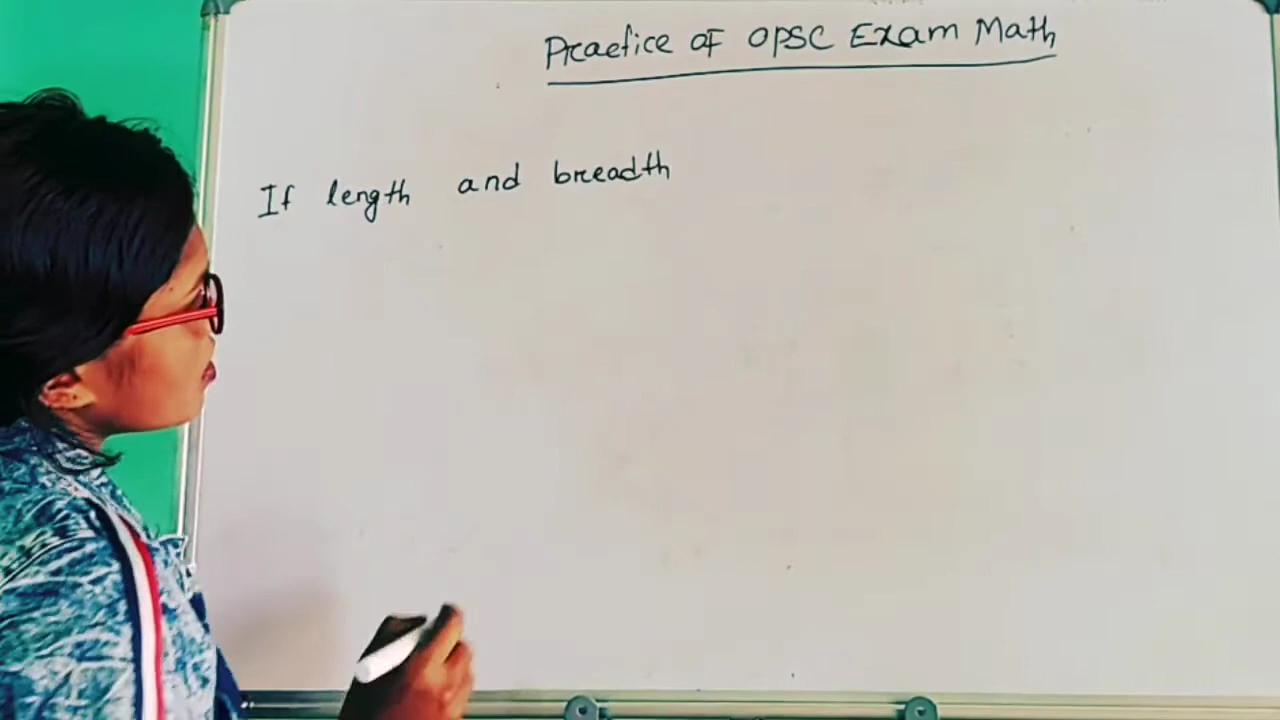 Practice of OPSC Exam Math
If length and breadth